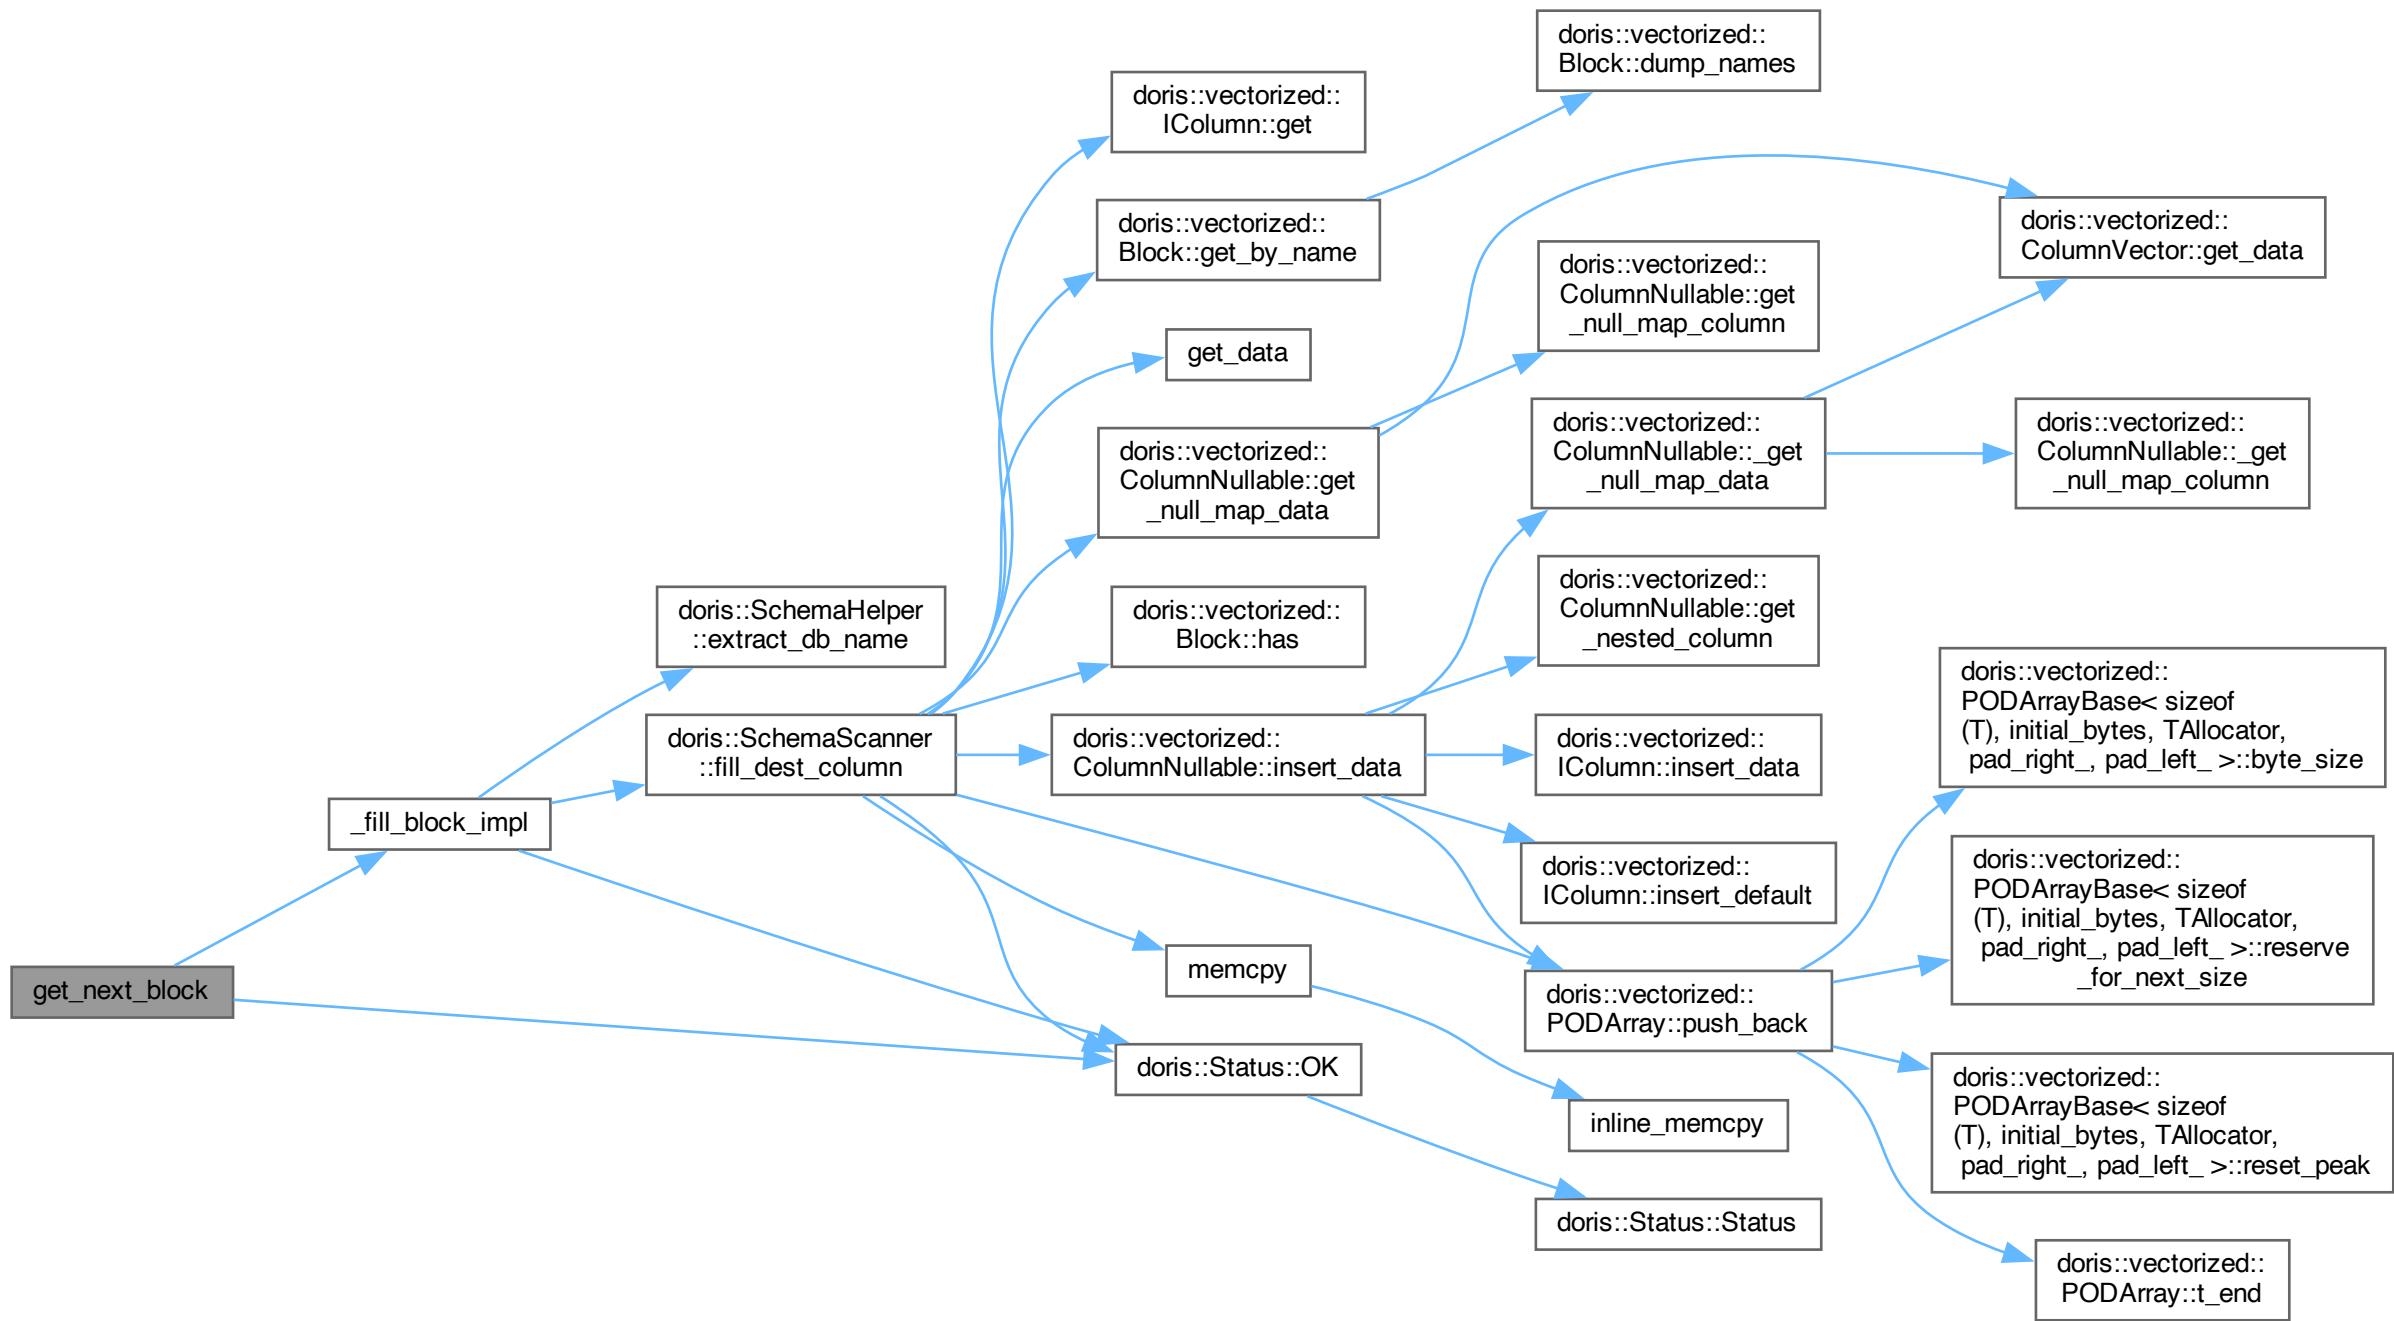 get_next_block
_fill_block_impl
doris::SchemaHelper
::extract_db_name
doris::SchemaScanner
::fill_dest_column
doris::vectorized::
IColumn::get
doris::vectorized::
Block::get_by_name
get_data
doris::vectorized::
ColumnNullable::get
_null_map_data
doris::vectorized::
Block::has
doris::vectorized::
ColumnNullable::insert_data
memcpy
doris::Status::OK
doris::vectorized::
Block::dump_names
doris::vectorized::
ColumnNullable::get
_null_map_column
doris::vectorized::
ColumnNullable::_get
_null_map_data
doris::vectorized::
ColumnNullable::get
_nested_column
doris::vectorized::
IColumn::insert_data
doris::vectorized::
IColumn::insert_default
doris::vectorized::
PODArray::push_back
inline_memcpy
doris::Status::Status
doris::vectorized::
ColumnVector::get_data
doris::vectorized::
ColumnNullable::_get
_null_map_column
doris::vectorized::
PODArrayBase< sizeof
(T), initial_bytes, TAllocator,
pad_right_, pad_left_ >::byte_size
doris::vectorized::
PODArrayBase< sizeof
(T), initial_bytes, TAllocator,
pad_right_, pad_left_ >::reserve
_for_next_size
doris::vectorized::
PODArrayBase< sizeof
(T), initial_bytes, TAllocator,
pad_right_, pad_left_ >::reset_peak
doris::vectorized::
PODArray::t_end